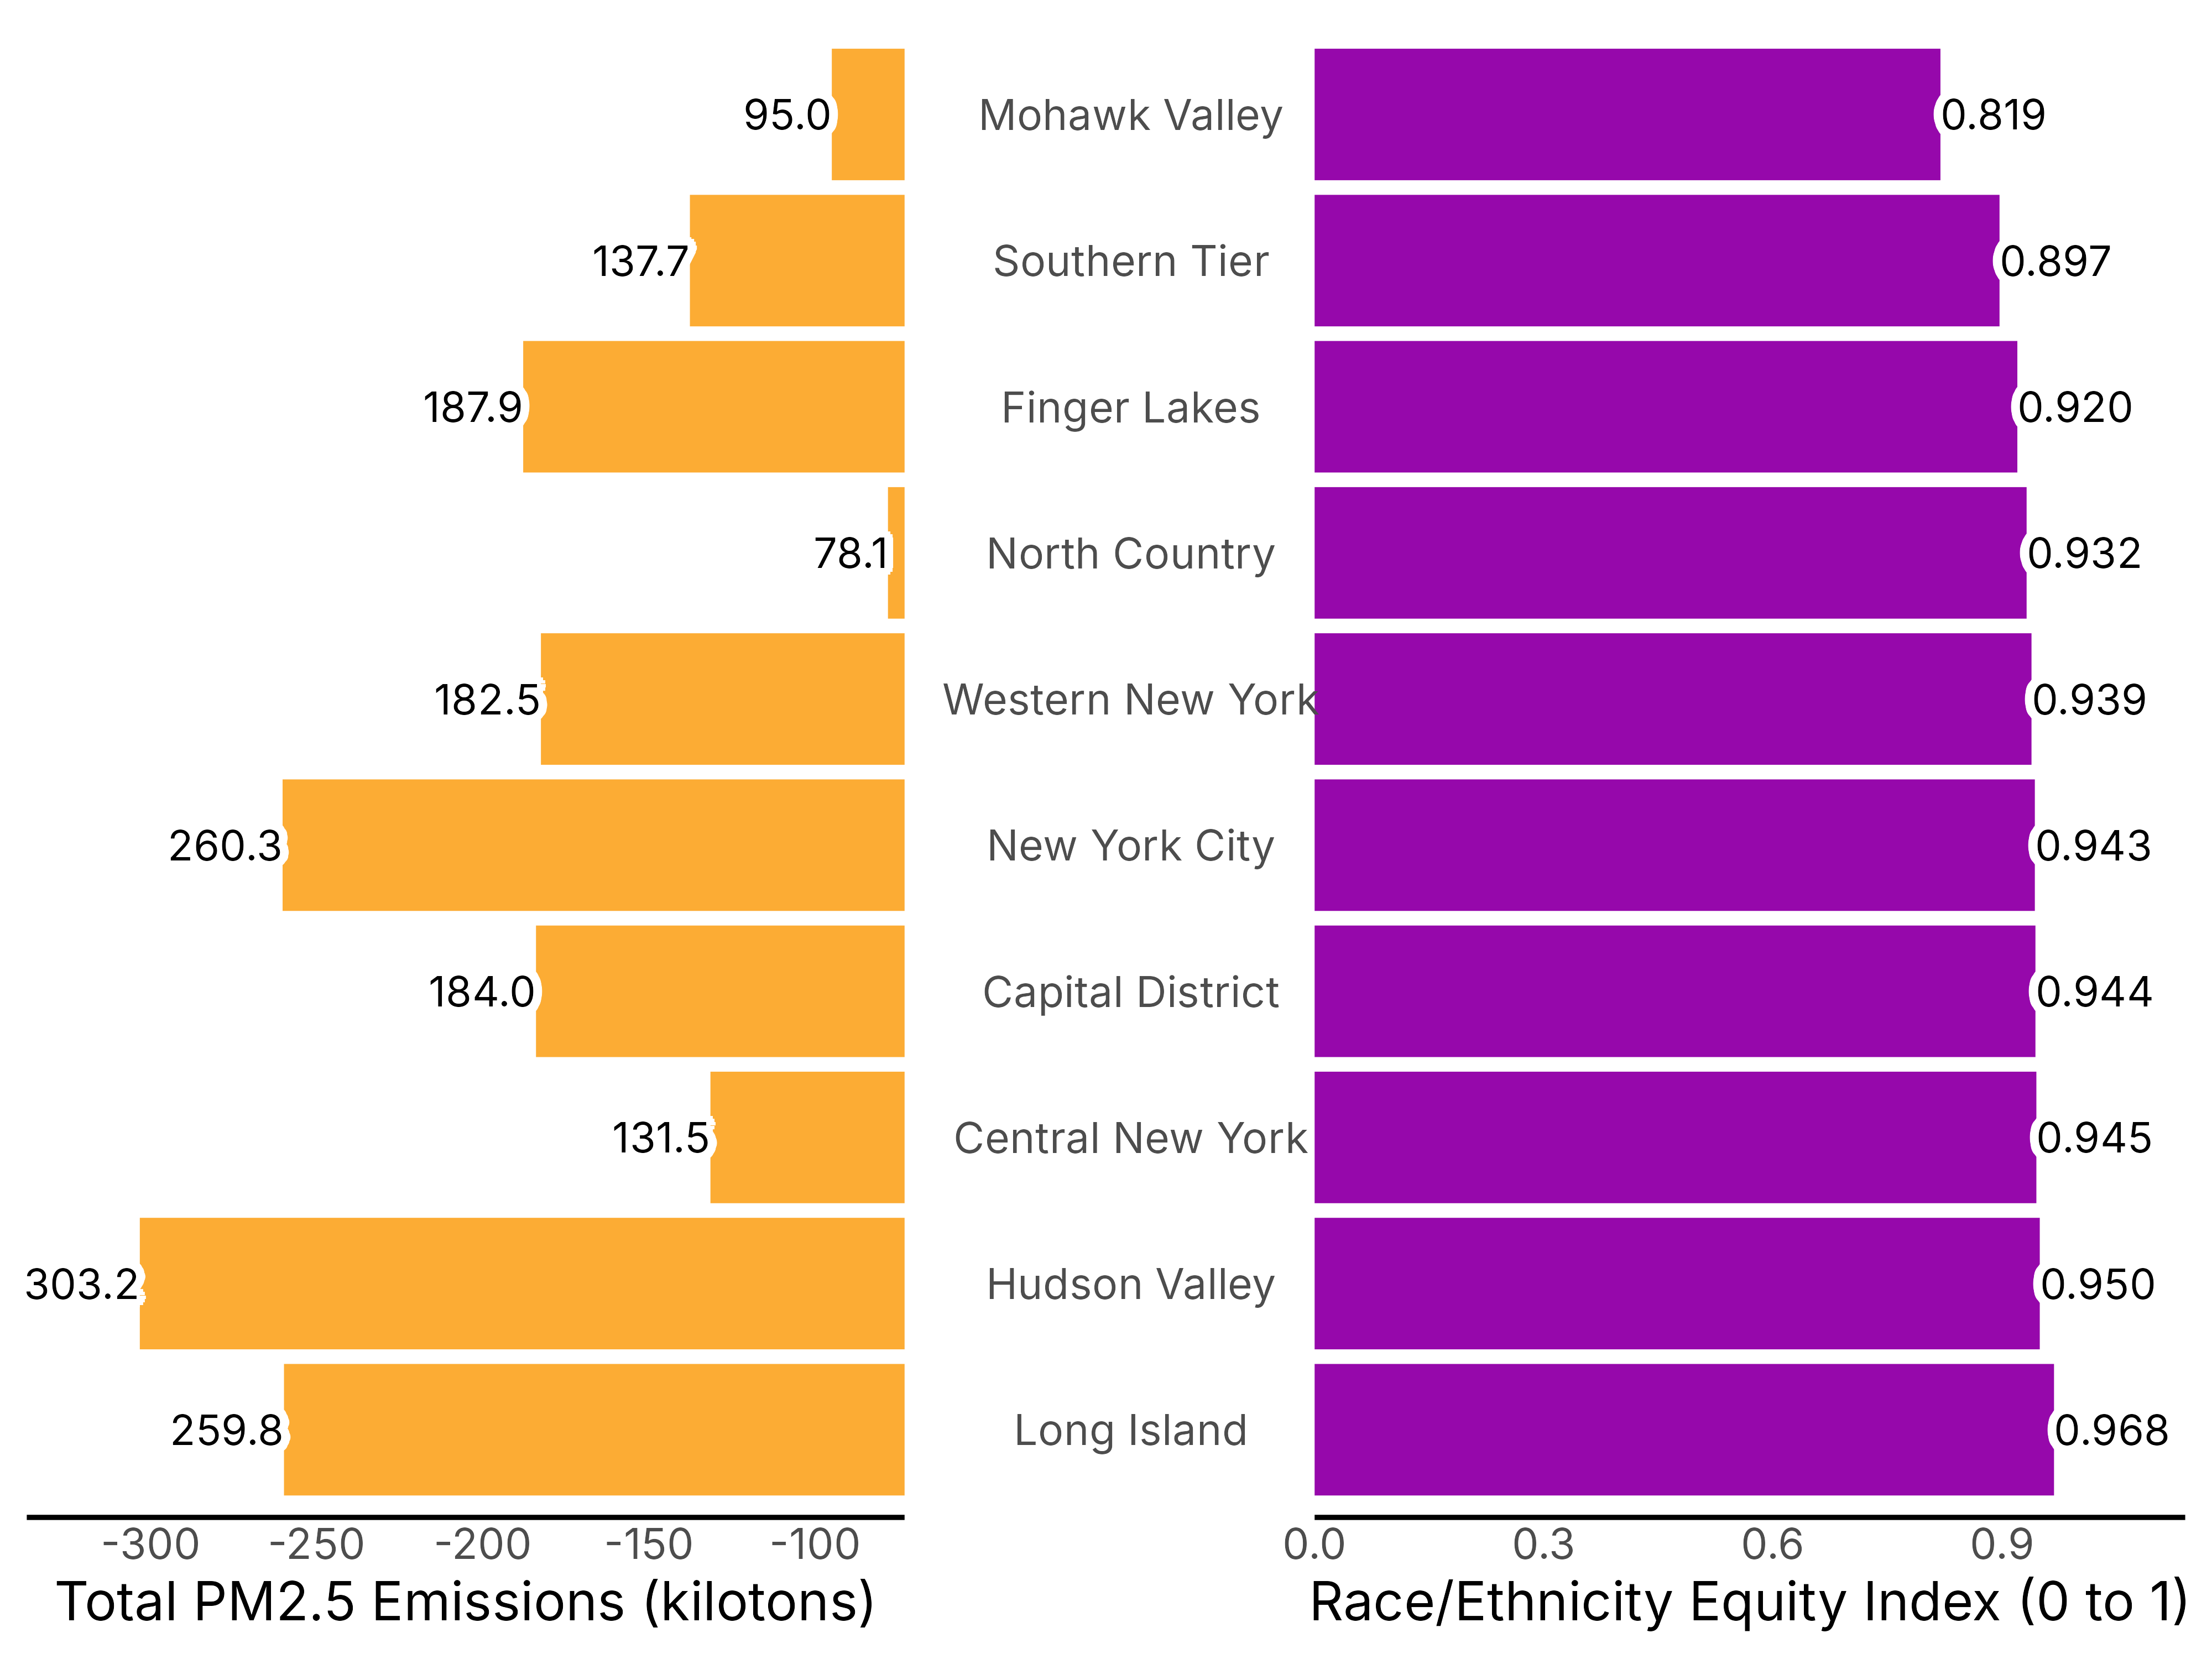 95.0 Mohawk Valley 0.819
137.7 Southern Tier 0.897
187.9 Finger Lakes 0.920
78.1 North Country 0.932
182.5 Western New York 0.939
260.3 New York City 0.943
184.0 Capital District 0.944
131.5 Central New York 0.945
303.2 Hudson Valley 0.950
259.8 Long Island 0.968
-300 -250 -200 -150 -100 0.0 0.3 0.6 0.9
Total PM2.5 Emissions (kilotons) Race/Ethnicity Equity Index (0 to 1)